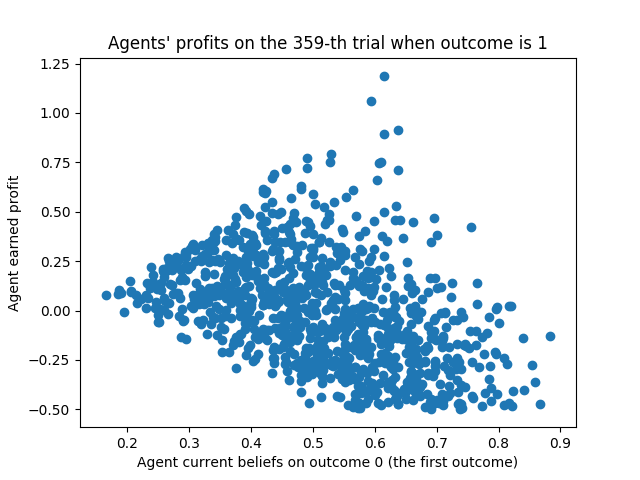 Agents' profits on the 359-th trial when outcome is 1
1.25
1.00
0.75
0.50
0.25
0.00
−0.25
−0.50
Agent earned profit
0.2 0.3 0.4 0.5 0.6 0.7 0.8 0.9
Agent current beliefs on outcome 0 (the first outcome)